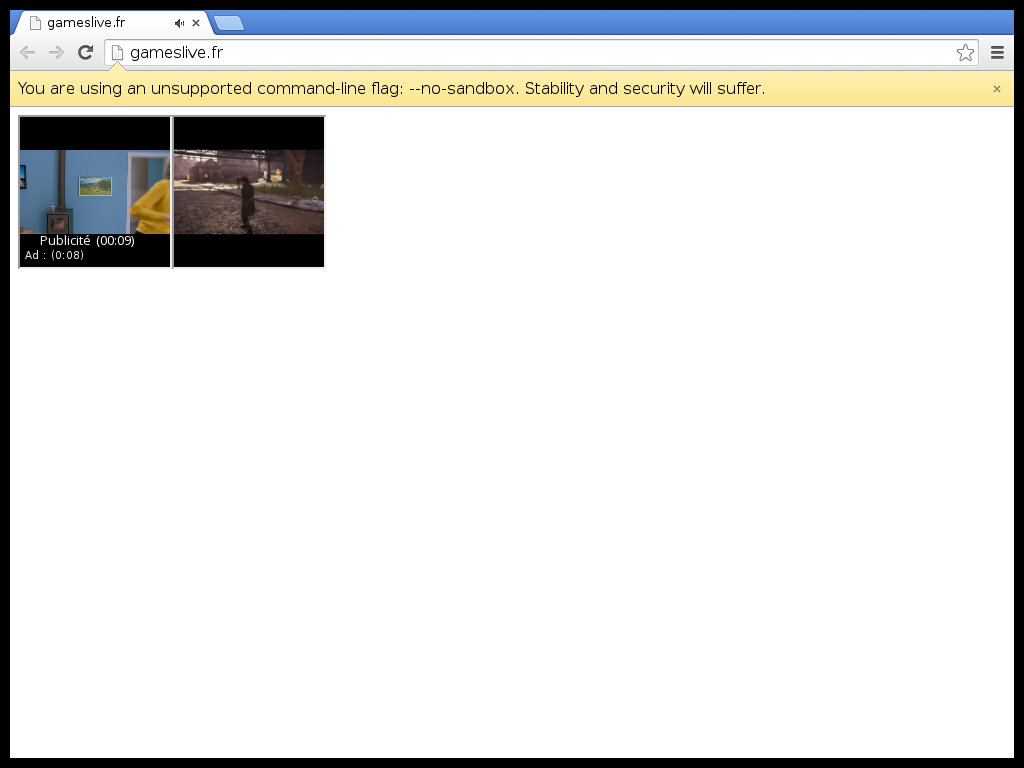 gameslive.fr
gameslive.fr
You are using an unsupported command-line flag: --no-sandbox. Stability and security will suffer.
Publicité (00:09)
Ad : (0:08)